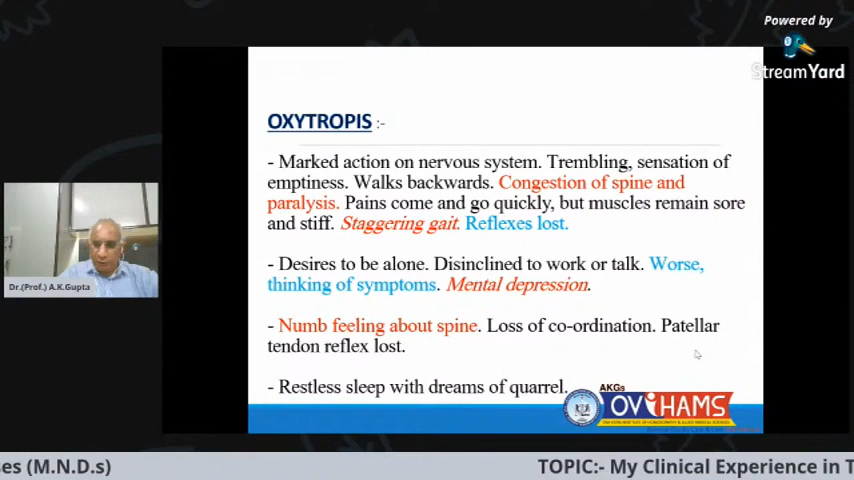 Powered by
StreamYard
OXYTROPIS :-
- Marked action on nervous system. Trembling, sensation of
emptiness. Walks backwards. Congestion of spine and
paralysis. Pains come and go quickly, but muscles remain sore
and stiff. Staggering gait. Reflexes lost.
- Desires to be alone. Disinclined to work or talk. Worse,
thinking of symptoms. Mental depression.
- Numb feeling about spine. Loss of co-ordination. Patellar
tendon reflex lost.
- Restless sleep with dreams of quarrel.
Dr.(Prof.) A.K.Gupta
AKGs
OViHAMS
ses (M.N.D.s)
TOPIC:- My Clinical Experience in T